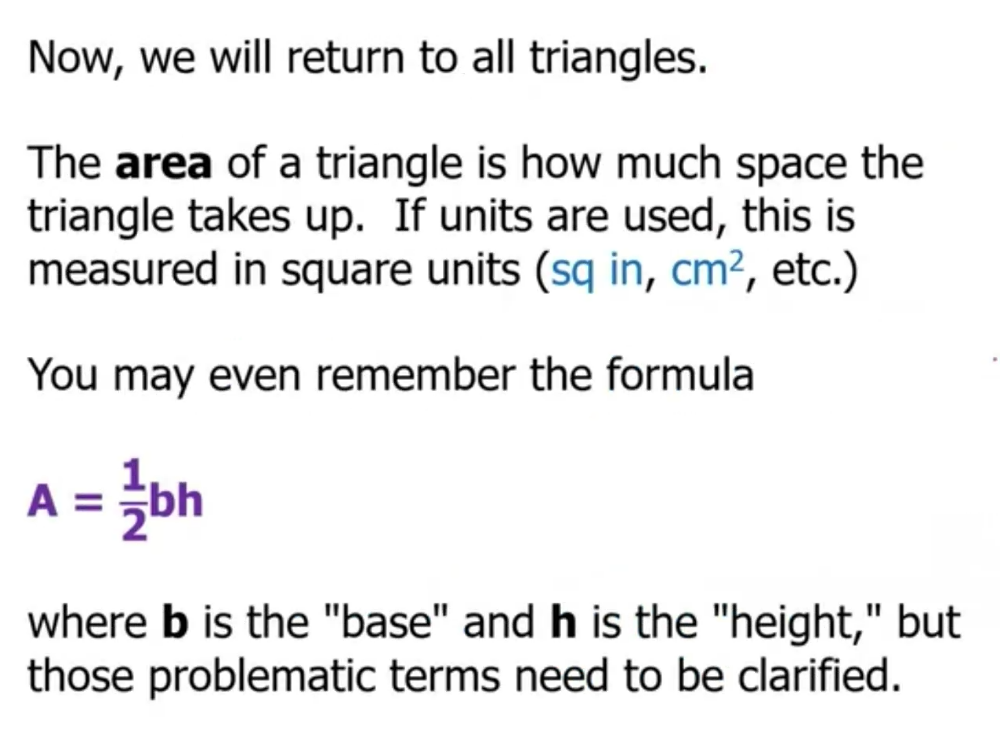 Now, we will return to all triangles.
The area of a triangle is how much space the
triangle takes up.  If units are used, this is
measured in square units (sq in, cm², etc.)
You may even remember the formula
A = ½bh
where b is the "base" and h is the "height," but
those problematic terms need to be clarified.